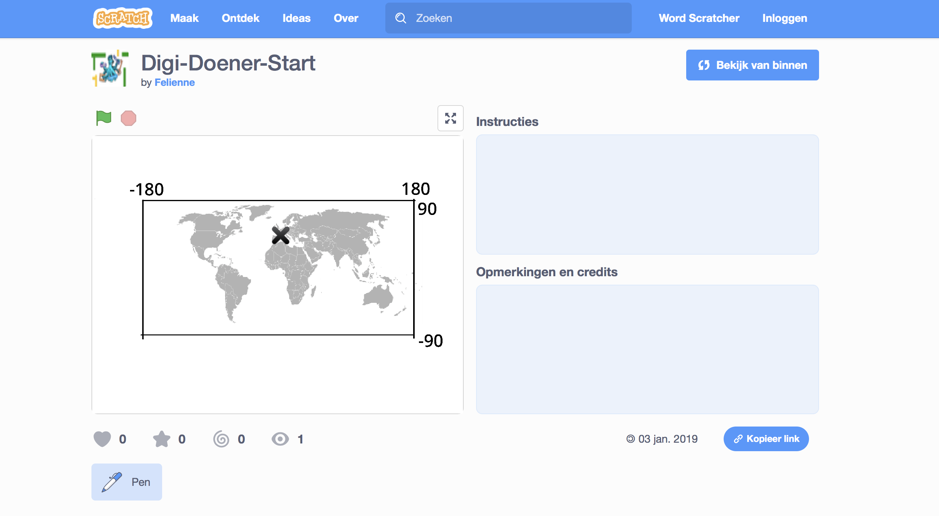 SCRATCH Maak Ontdek Ideas Over Zoeken Word Scratcher Inloggen
Digi-Doener-Start
by Felienne
Bekijk van binnen
Instructies
-180 180
90
-90
Opmerkingen en credits
0 0 0 1
© 03 jan. 2019
Kopieer link
Pen